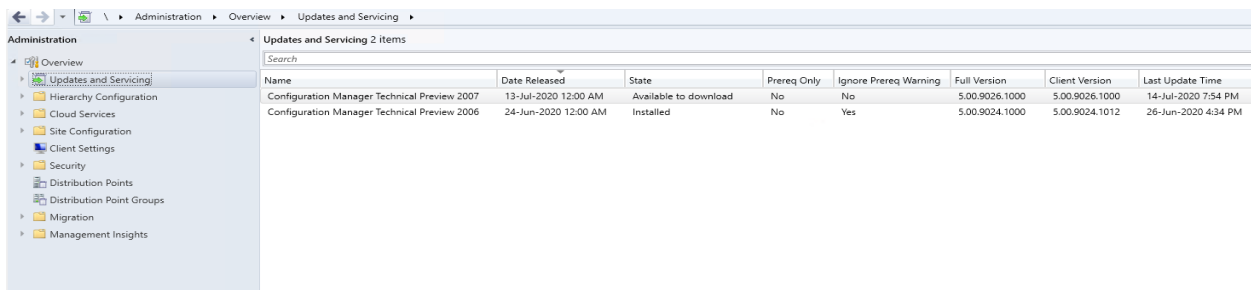 \ Administration Overview Updates and Servicing
Administration
Updates and Servicing 2 items
Overview
Updates and Servicing
Hierarchy Configuration
Cloud Services
Site Configuration
Client Settings
Security
Distribution Points
Distribution Point Groups
Migration
Management Insights
Search
Name Date Released State Prereq Only Ignore Prereq Warning Full Version Client Version Last Update Time
Configuration Manager Technical Preview 2007 13-Jul-2020 12:00 AM Available to download No No 5.00.9026.1000 5.00.9026.1000 14-Jul-2020 7:54 PM
Configuration Manager Technical Preview 2006 24-Jun-2020 12:00 AM Installed No Yes 5.00.9024.1000 5.00.9024.1012 26-Jun-2020 4:34 PM